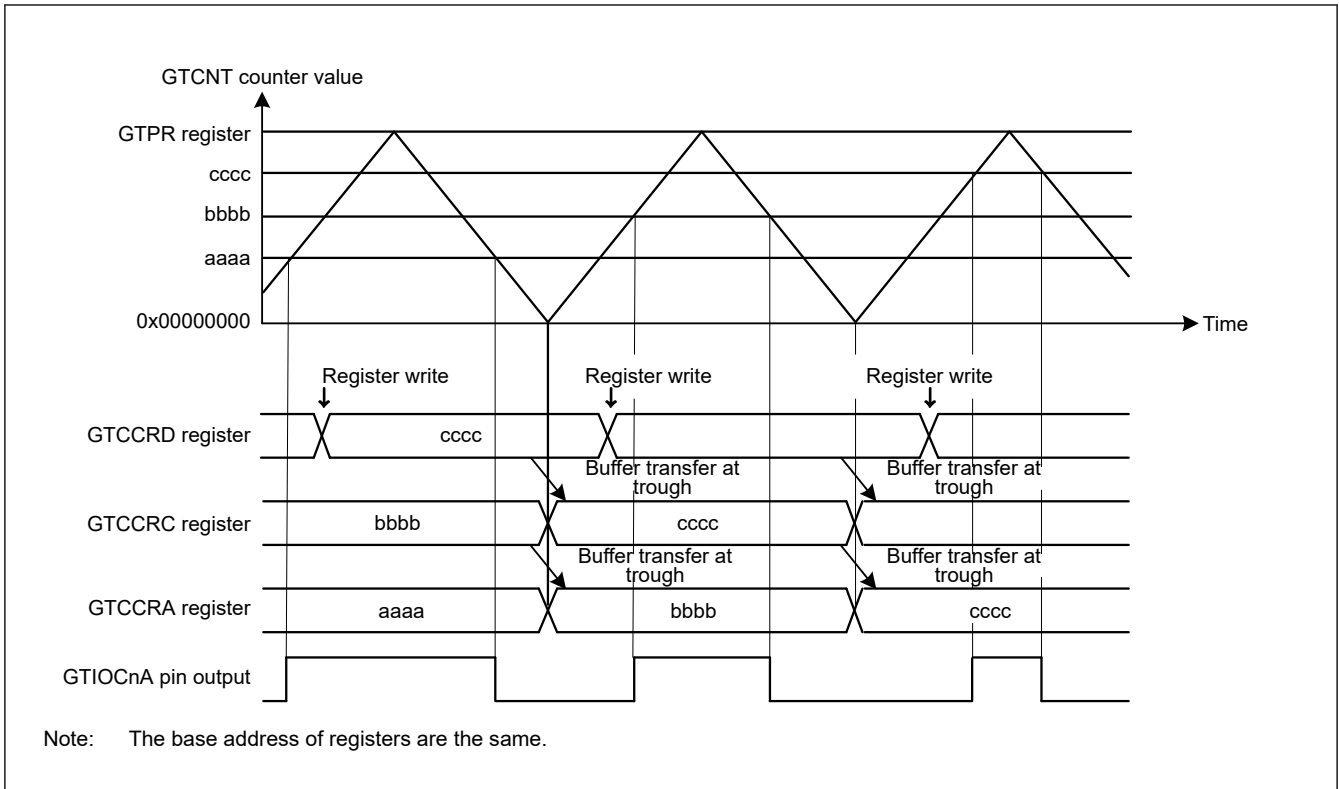 GTCNT counter value
GTPR register
cccc
bbbb
aaaa
0x00000000
Time
Register write
Register write
Register write
GTCCRD register
cccc
Buffer transfer at
trough
Buffer transfer at
trough
GTCCRC register
bbbb
cccc
Buffer transfer at
trough
Buffer transfer at
trough
GTCCRA register
aaaa
bbbb
cccc
GTIOCnA pin output
Note: The base address of registers are the same.